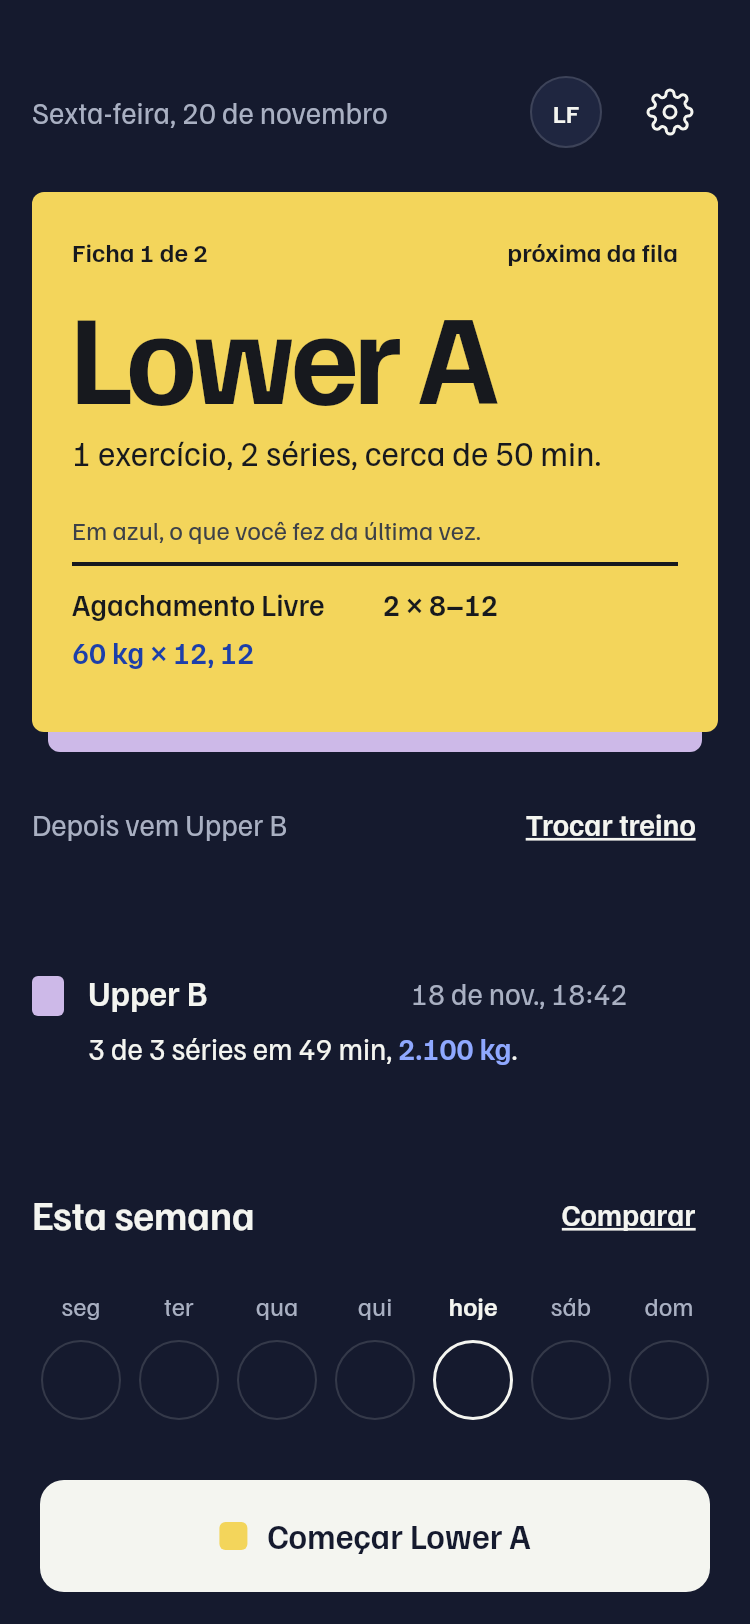 Sexta-feira, 20 de novembro LF
Ficha 1 de 2 próxima da fila
Lower A
1 exercício, 2 séries, cerca de 50 min.
Em azul, o que você fez da última vez.
Agachamento Livre 2 × 8–12
60 kg × 12, 12
Depois vem Upper B Trocar treino
Upper B 18 de nov., 18:42
3 de 3 séries em 49 min, 2.100 kg.
Esta semana Comparar
seg ter qua qui hoje sáb dom
Começar Lower A